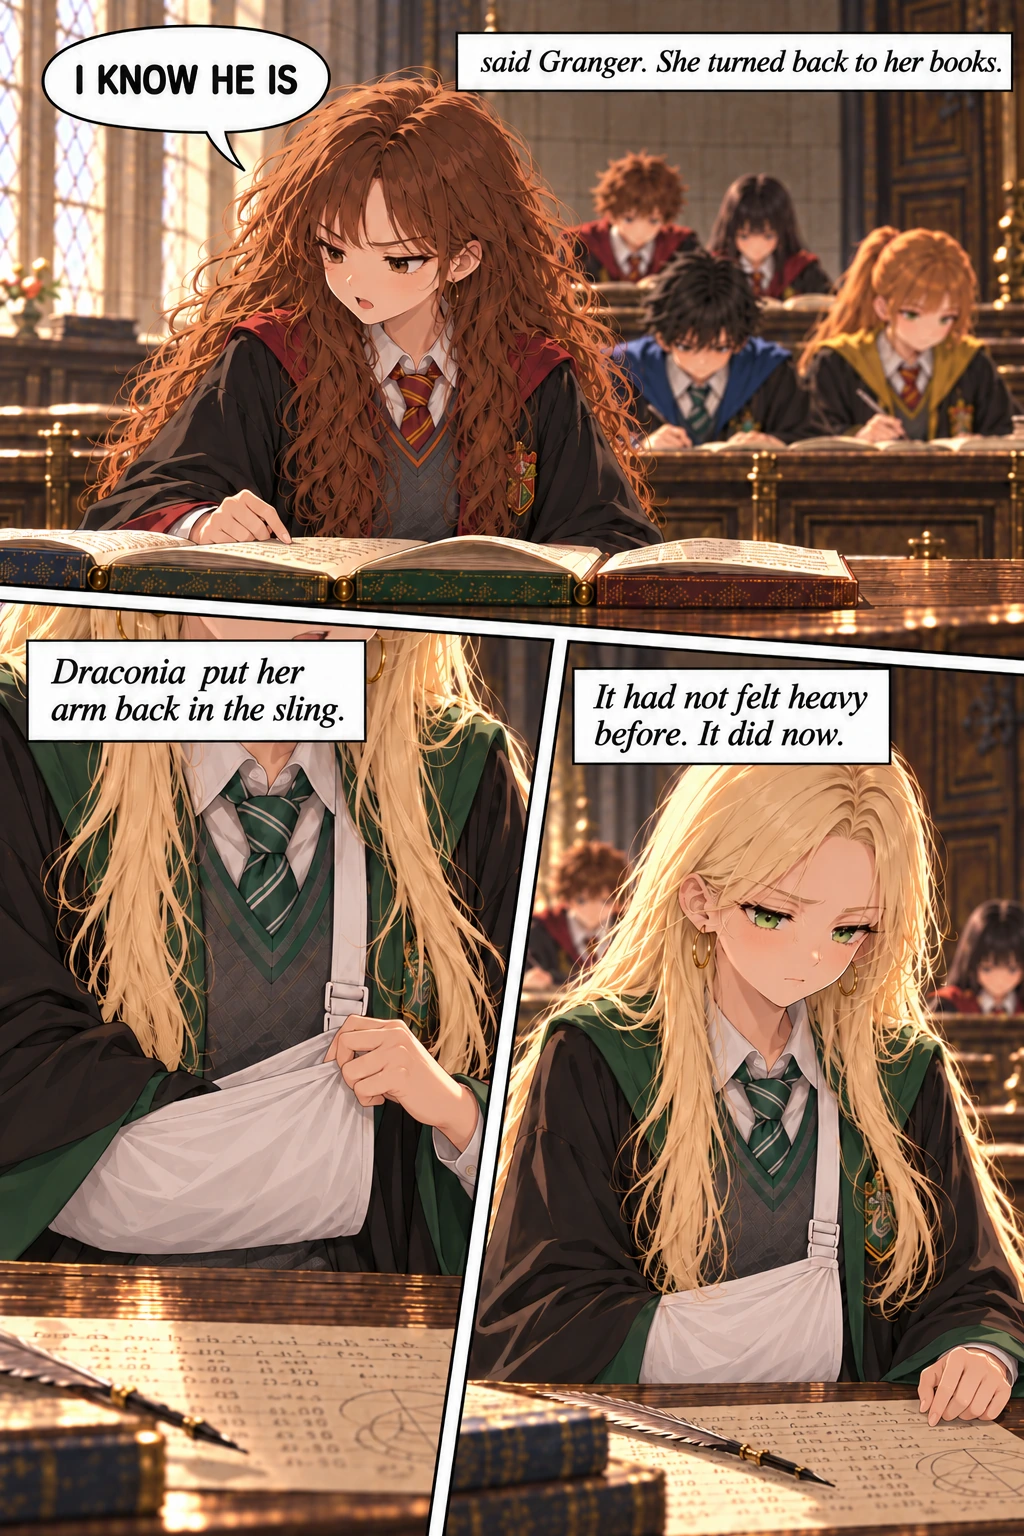 I KNOW HE IS
said Granger. She turned back to her books.
Draconia put her
arm back in the sling.
It had not felt heavy
before. It did now.